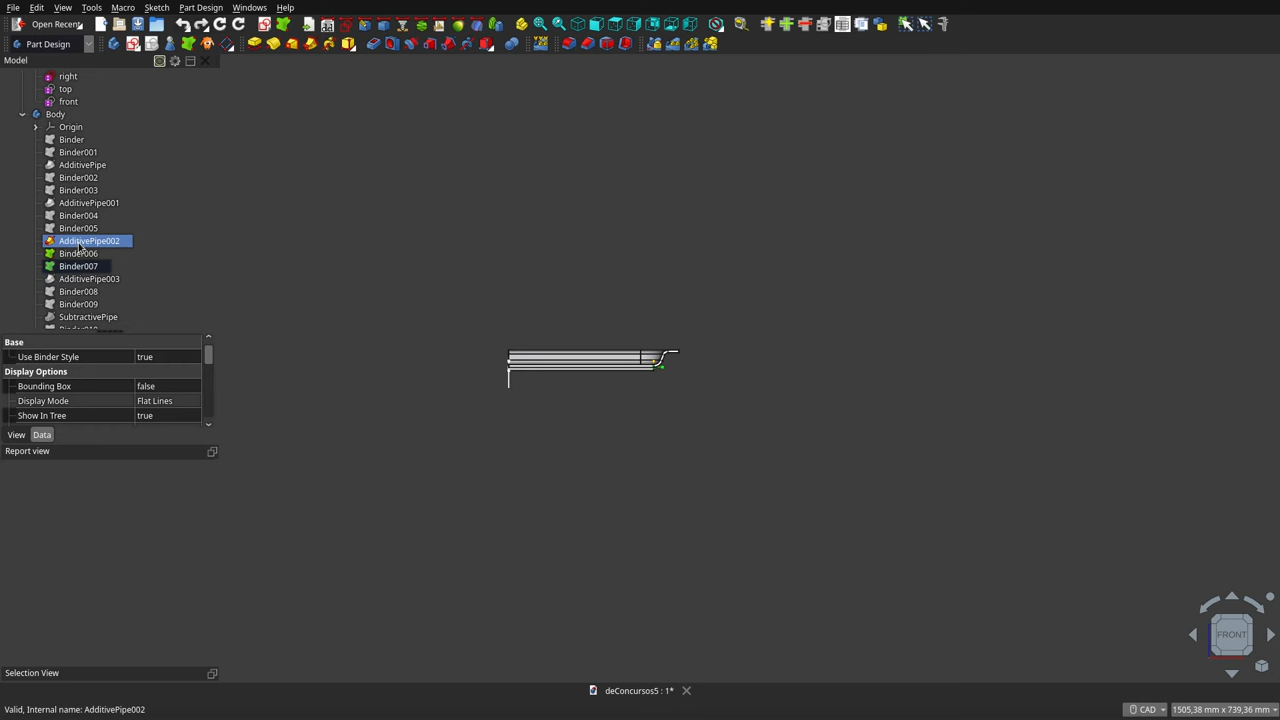 File Edit View Tools Macro Sketch Part Design Windows Help
Open Recent
Part Design
Model
right
top
front
Body
Origin
Binder
Binder001
AdditivePipe
Binder002
Binder003
AdditivePipe001
Binder004
Binder005
AdditivePipe002
Binder006
Binder007
AdditivePipe003
Binder008
Binder009
SubtractivePipe
Base
Use Binder Style true
Display Options
Bounding Box false
Display Mode Flat Lines
Show In Tree true
View Data
Report view
FRONT
Selection View
deConcursos5 : 1*
Valid, Internal name: AdditivePipe002
CAD 1505,38 mm x 739,36 mm